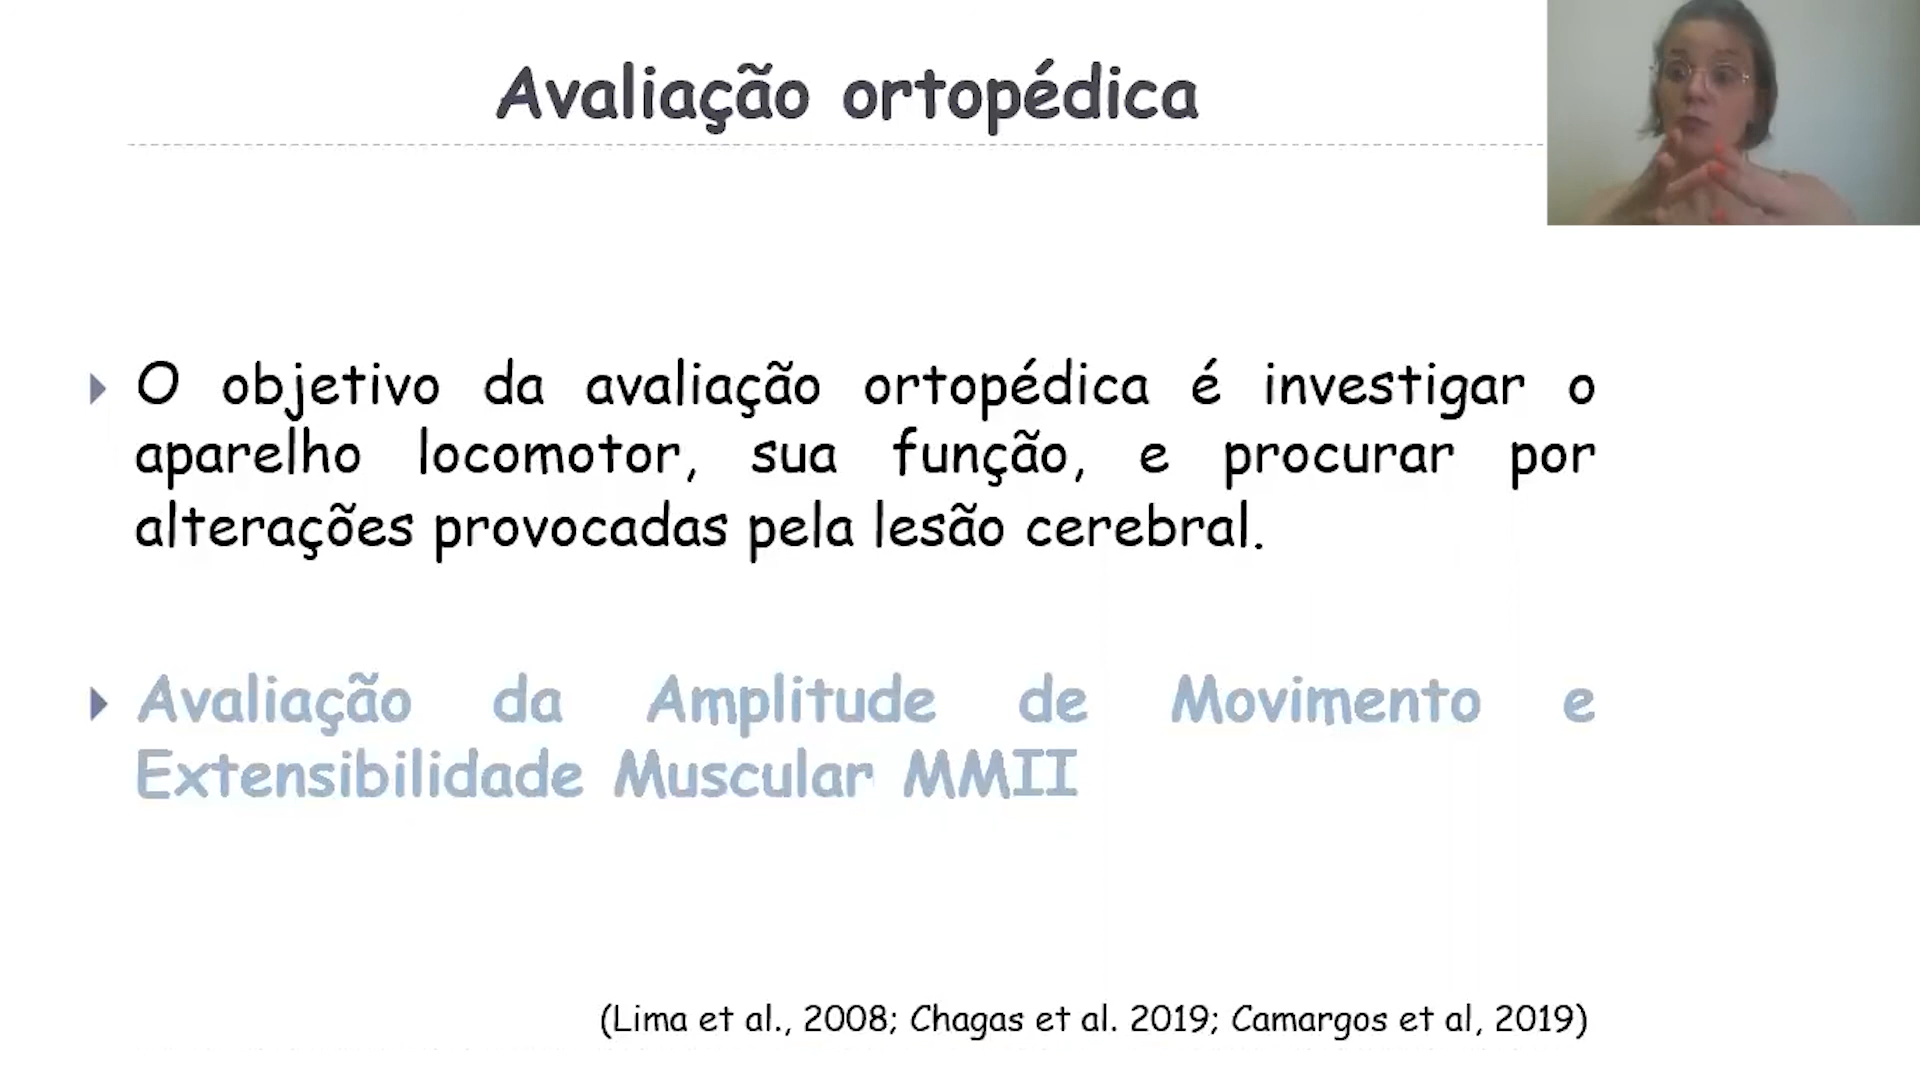 Avaliação ortopédica
O objetivo da avaliação ortopédica é investigar o
aparelho locomotor, sua função, e procurar por
alterações provocadas pela lesão cerebral.
Avaliação da Amplitude de Movimento e
Extensibilidade Muscular MMII
(Lima et al., 2008; Chagas et al. 2019; Camargos et al, 2019)